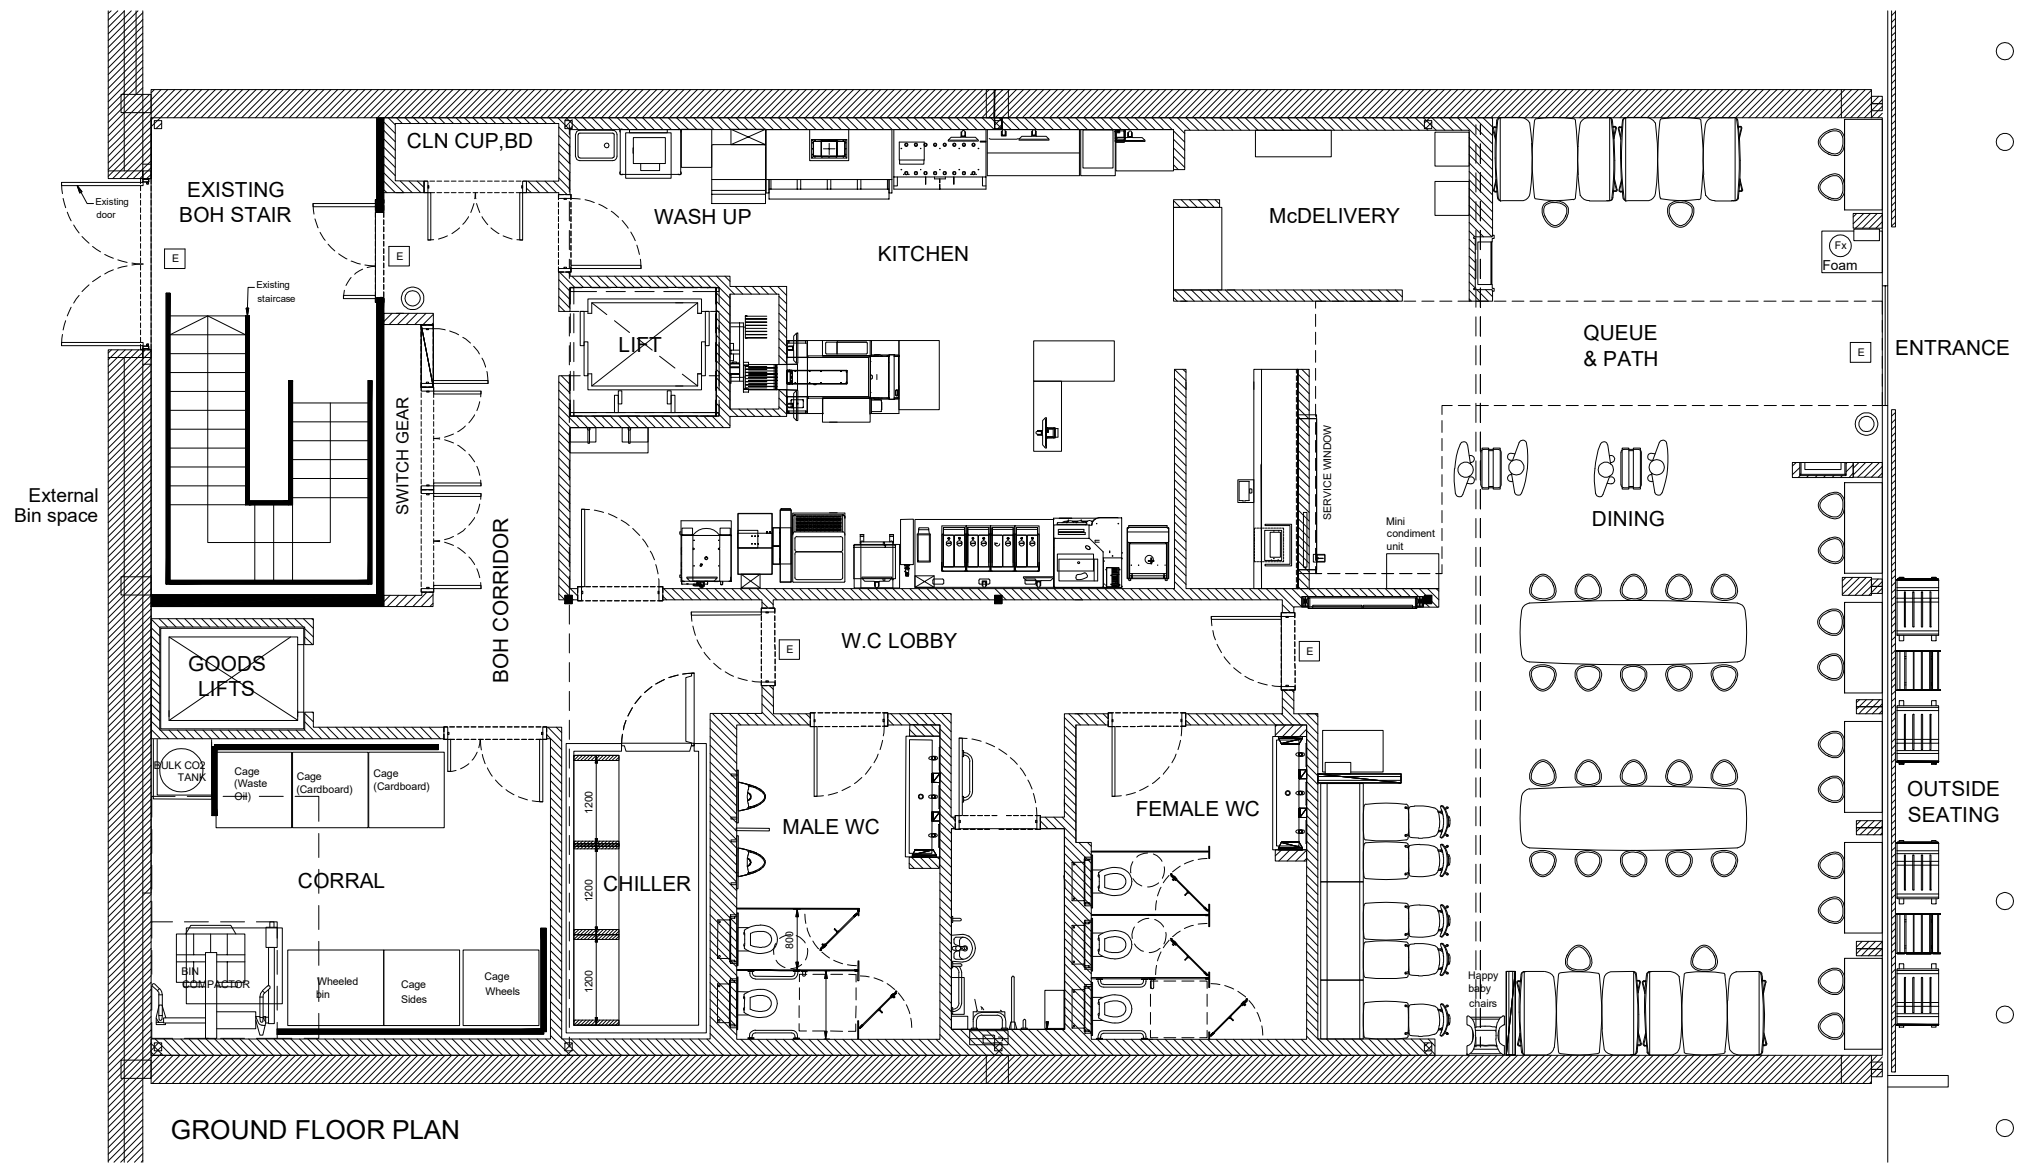 CLN CUP,BD
EXISTING
BOH STAIR
Existing
door
E
E
WASH UP
KITCHEN
McDELIVERY
Fx
Foam
Existing
staircase
LIFT
QUEUE
& PATH
E
ENTRANCE
SWITCH GEAR
External
Bin space
BOH CORRIDOR
SERVICE WINDOW
Mini
condiment
unit
DINING
GOODS
LIFTS
W.C LOBBY
E
E
BULK CO2
TANK
Cage
(Waste
Oil)
Cage
(Cardboard)
Cage
(Cardboard)
1200
1200
1200
CHILLER
MALE WC
FEMALE WC
OUTSIDE
SEATING
CORRAL
800
BIN
COMPACTOR
Wheeled
bin
Cage
Sides
Cage
Wheels
Happy
baby
chairs
GROUND FLOOR PLAN